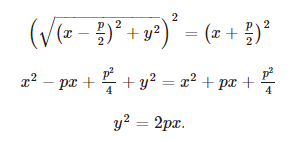 (√((x − p/2)² + y²))² = (x + p/2)²
x² − px + p²/4 + y² = x² + px + p²/4
y² = 2px.